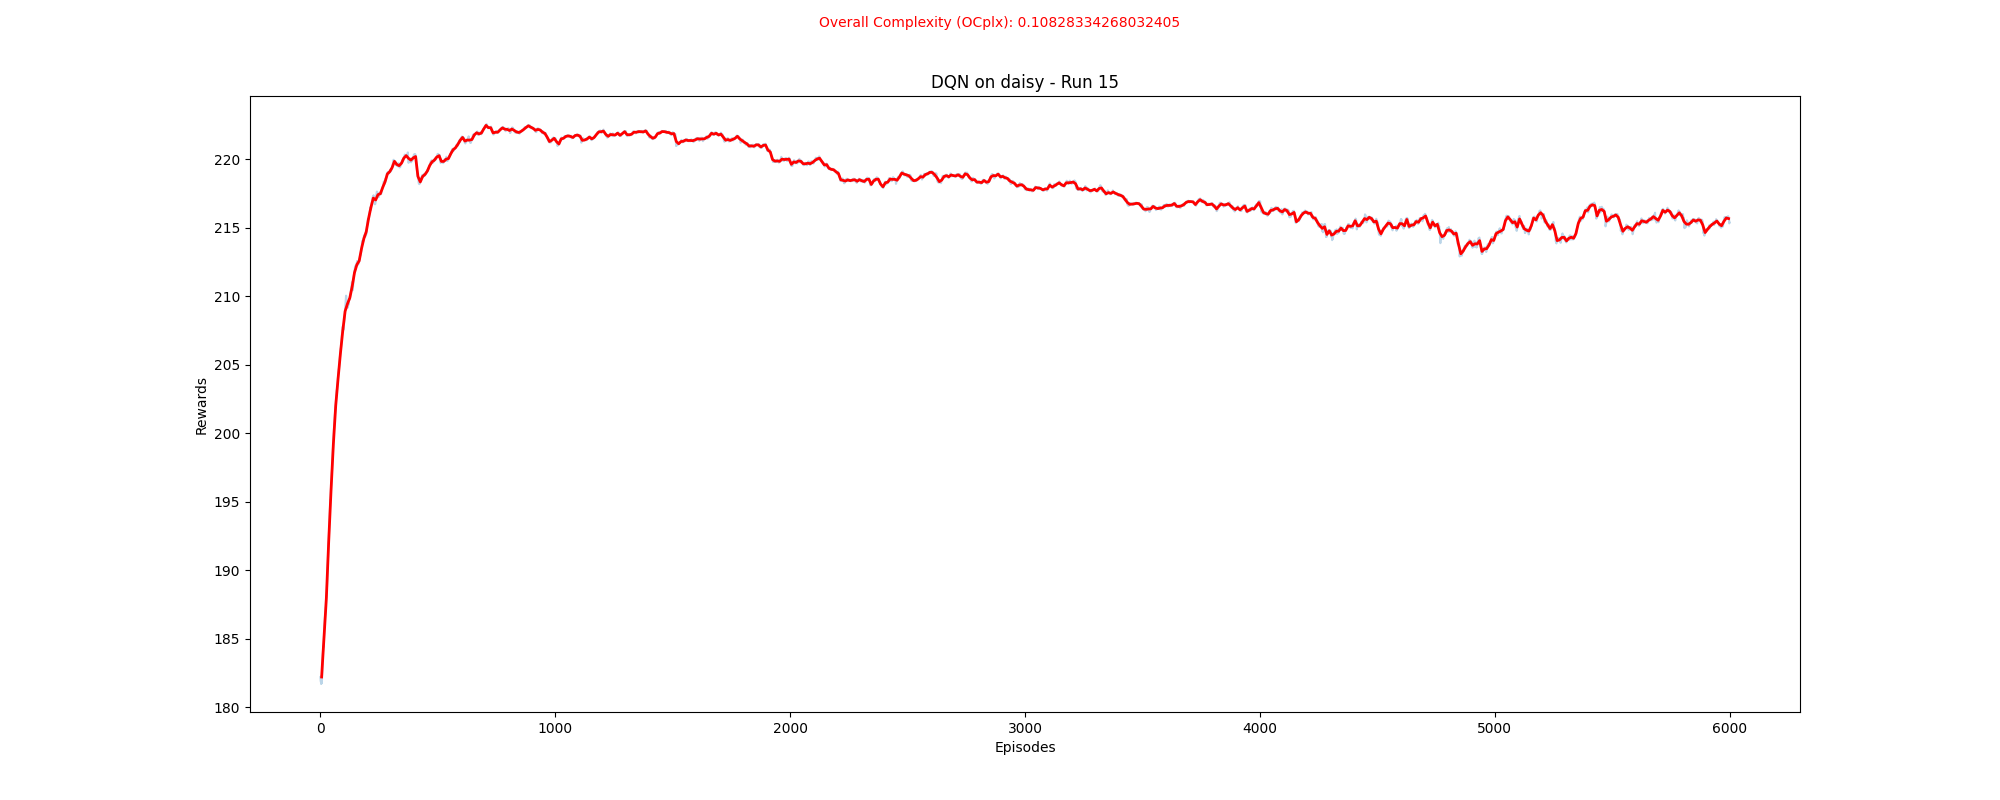 Overall Complexity (OCplx): 0.10828334268032405
DQN on daisy - Run 15
Rewards
220
215
210
205
200
195
190
185
180
0 1000 2000 3000 4000 5000 6000
Episodes